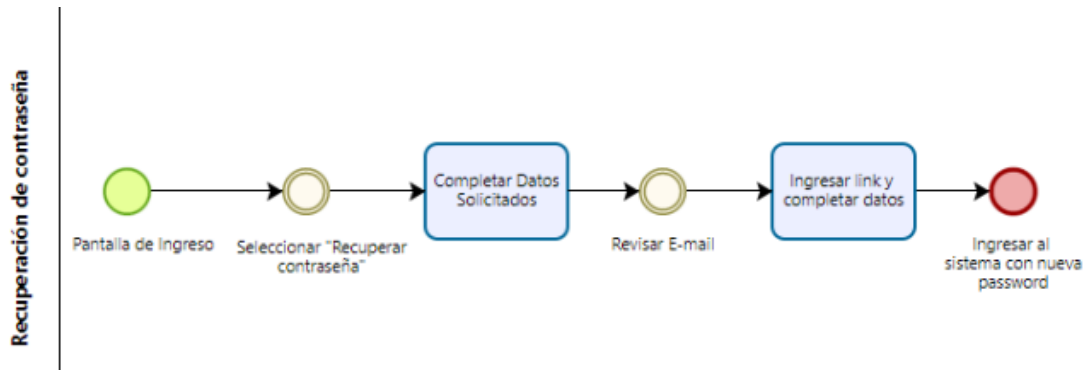 Recuperación de contraseña
Pantalla de Ingreso
Seleccionar "Recuperar
contraseña"
Completar Datos
Solicitados
Revisar E-mail
Ingresar link y
completar datos
Ingresar al
sistema con nueva
password